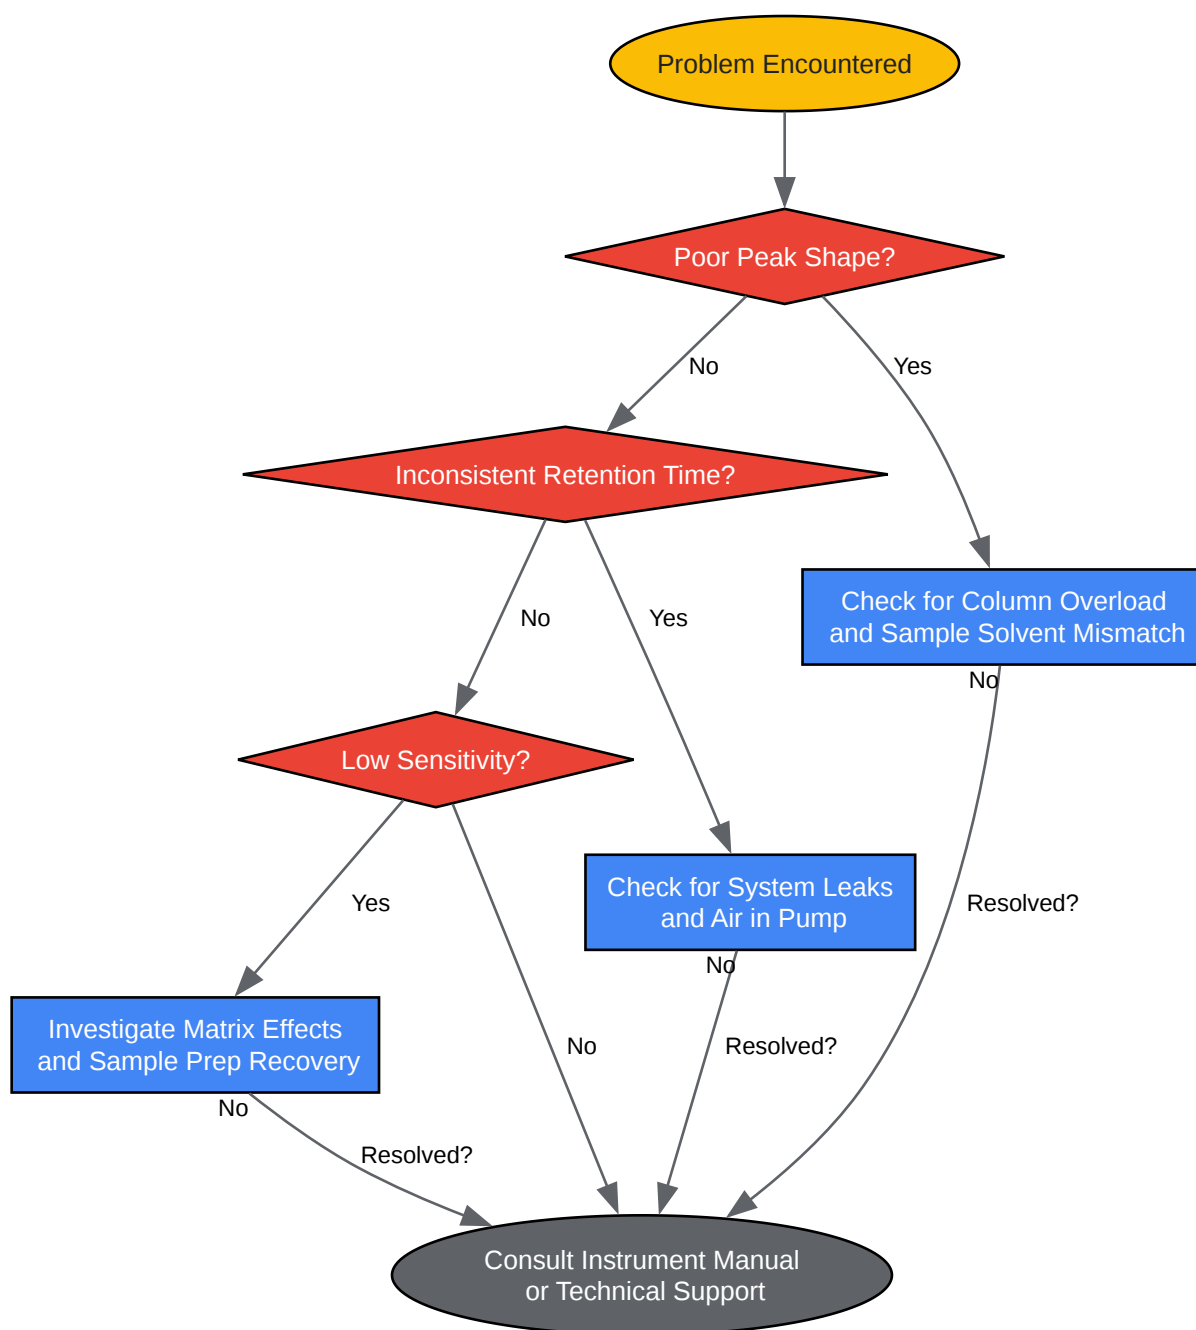 Problem Encountered
Poor Peak Shape?
No
Yes
Inconsistent Retention Time?
Check for Column Overload
and Sample Solvent Mismatch
No
Yes
No
Low Sensitivity?
Check for System Leaks
and Air in Pump
Yes
Resolved?
No
Investigate Matrix Effects
and Sample Prep Recovery
No
Resolved?
No
Resolved?
Consult Instrument Manual
or Technical Support